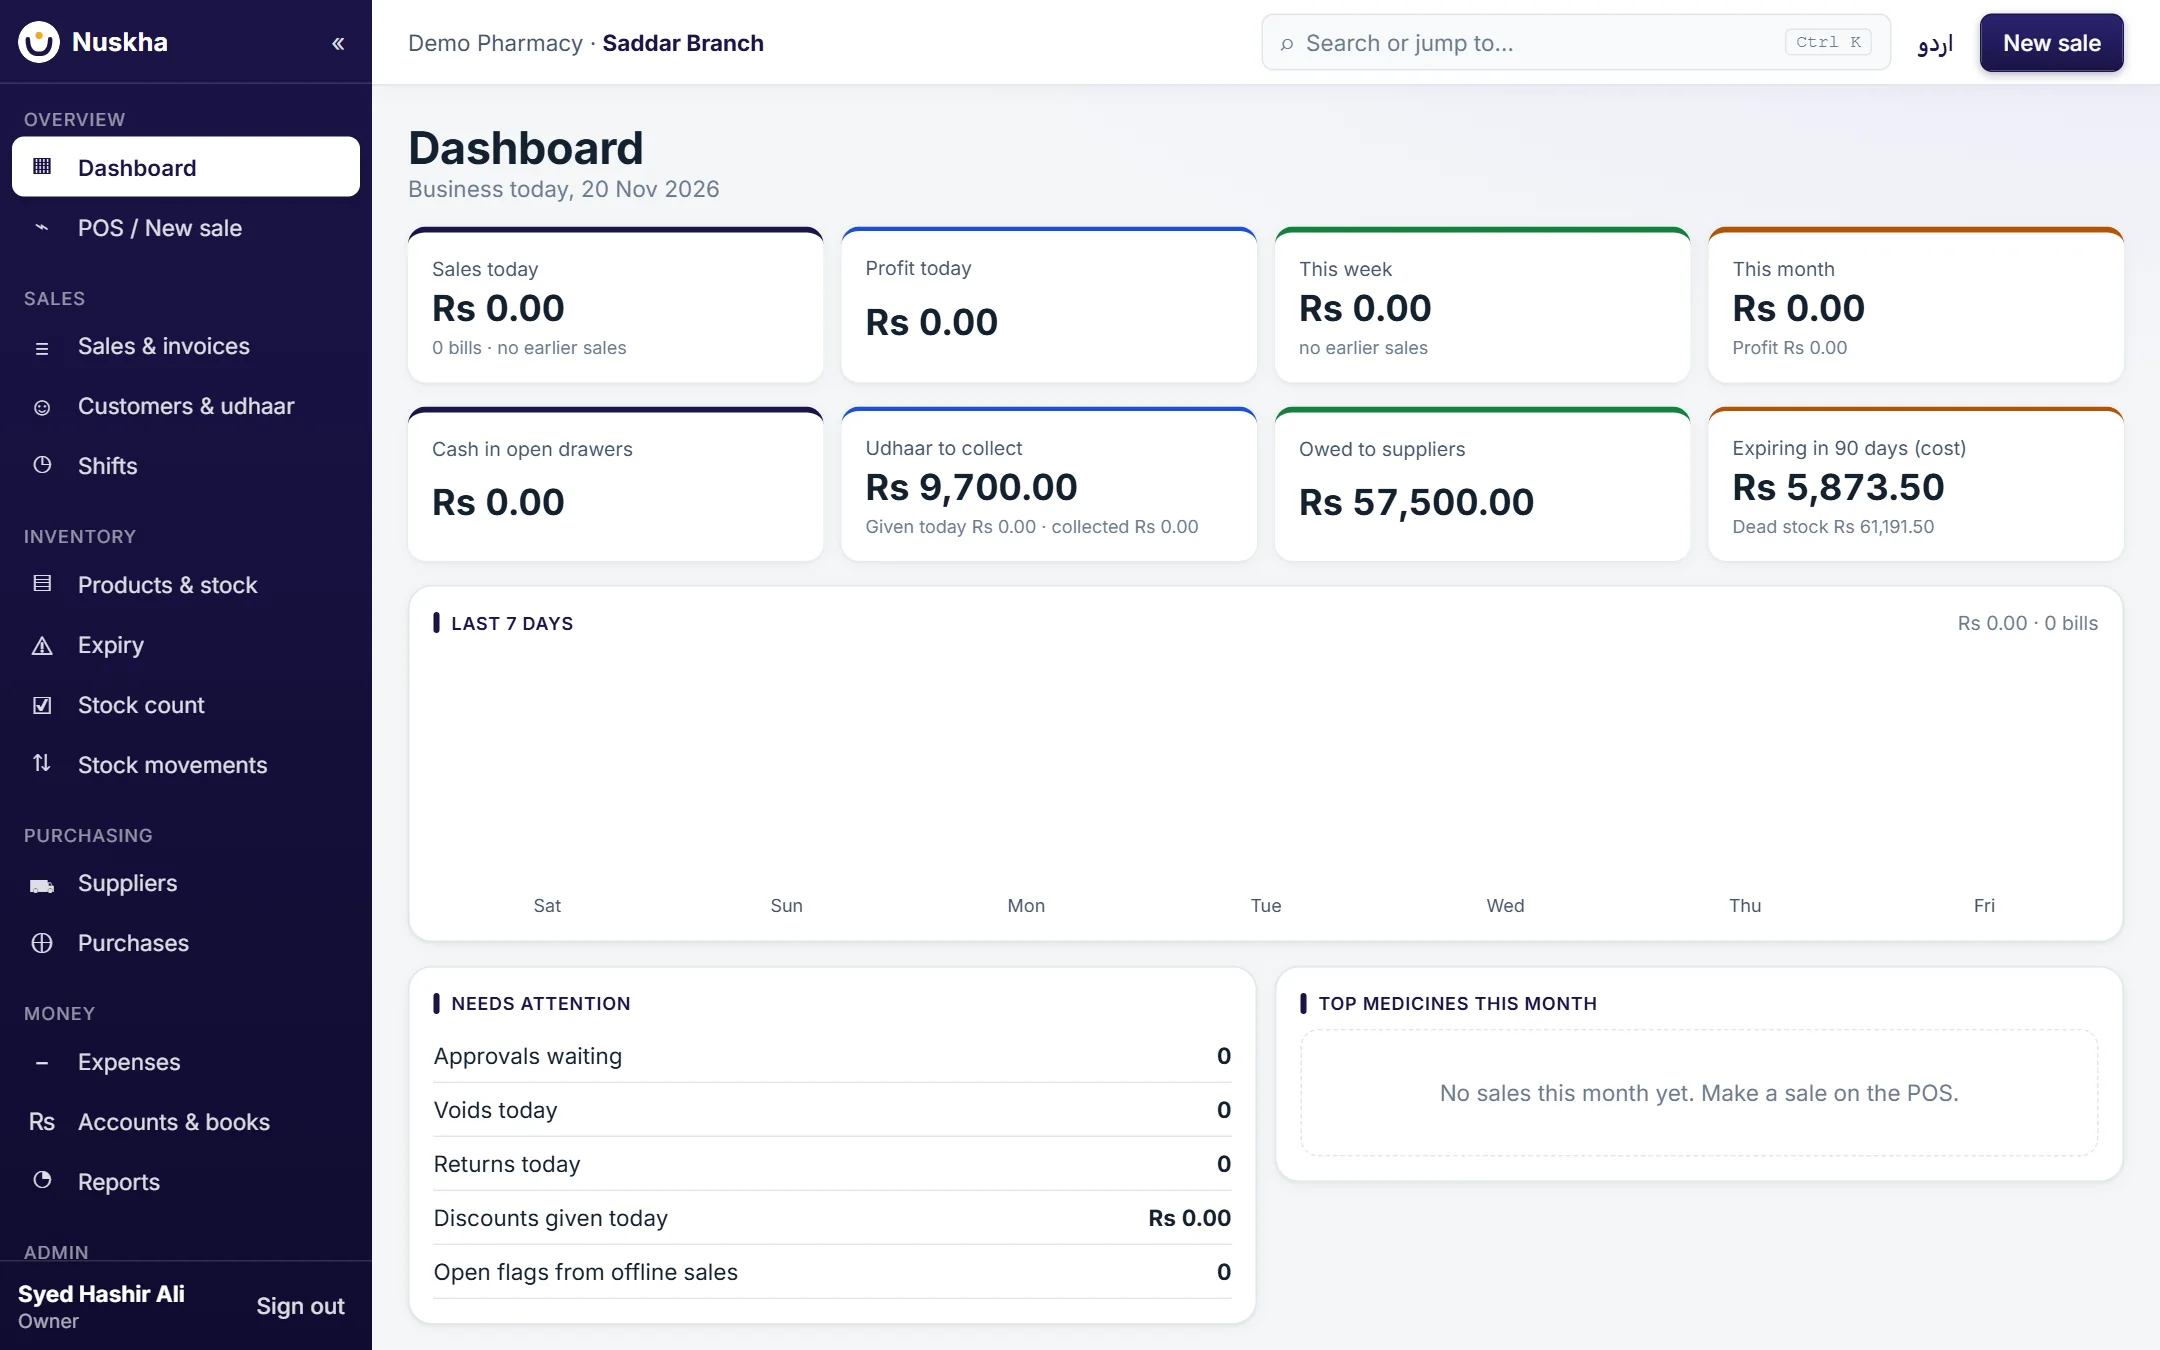 Nuskha
«
Demo Pharmacy · Saddar Branch
Search or jump to...
Ctrl K
اردو
New sale
OVERVIEW
Dashboard
POS / New sale
SALES
Sales & invoices
Customers & udhaar
Shifts
INVENTORY
Products & stock
Expiry
Stock count
Stock movements
PURCHASING
Suppliers
Purchases
MONEY
Expenses
Rs Accounts & books
Reports
ADMIN
Syed Hashir Ali
Owner
Sign out
Dashboard
Business today, 20 Nov 2026
Sales today
Rs 0.00
0 bills · no earlier sales
Profit today
Rs 0.00
This week
Rs 0.00
no earlier sales
This month
Rs 0.00
Profit Rs 0.00
Cash in open drawers
Rs 0.00
Udhaar to collect
Rs 9,700.00
Given today Rs 0.00 · collected Rs 0.00
Owed to suppliers
Rs 57,500.00
Expiring in 90 days (cost)
Rs 5,873.50
Dead stock Rs 61,191.50
LAST 7 DAYS
Rs 0.00 · 0 bills
Sat Sun Mon Tue Wed Thu Fri
NEEDS ATTENTION
Approvals waiting 0
Voids today 0
Returns today 0
Discounts given today Rs 0.00
Open flags from offline sales 0
TOP MEDICINES THIS MONTH
No sales this month yet. Make a sale on the POS.